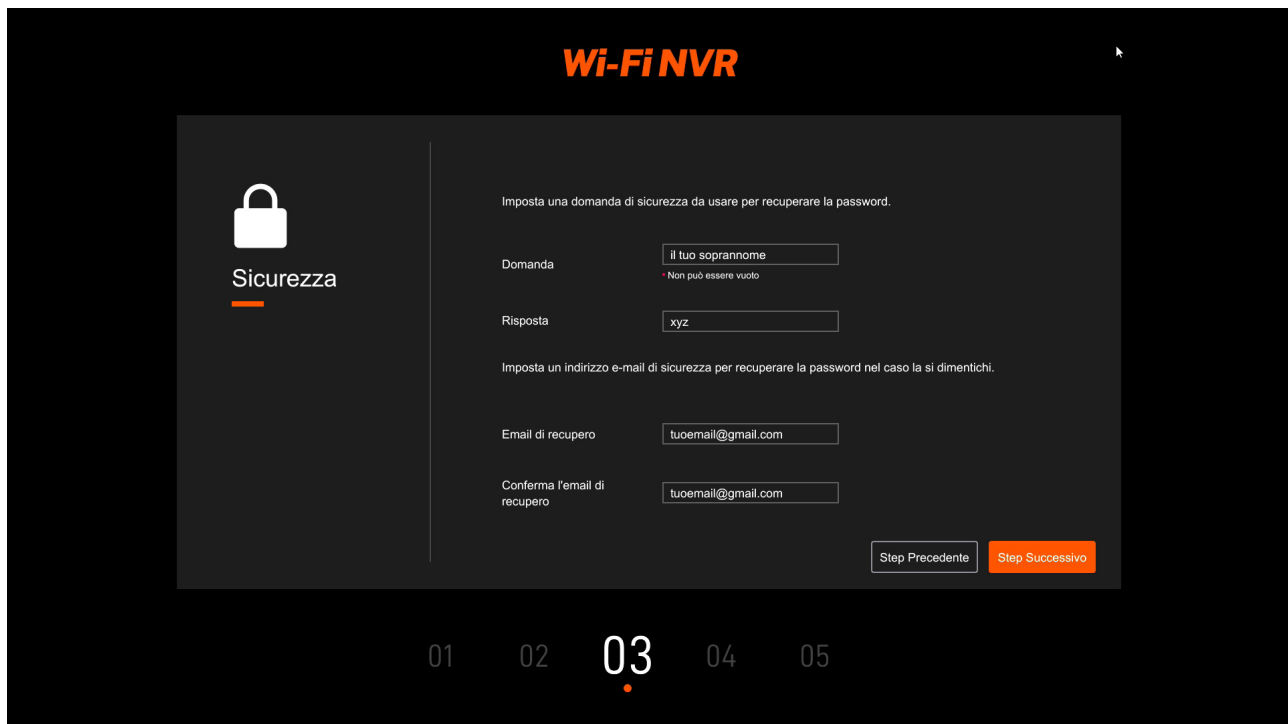 Wi-Fi NVR
Sicurezza
Imposta una domanda di sicurezza da usare per recuperare la password.
Domanda
il tuo soprannome
* Non può essere vuoto
Risposta
xyz
Imposta un indirizzo e-mail di sicurezza per recuperare la password nel caso la si dimentichi.
Email di recupero
tuoemail@gmail.com
Conferma l'email di
recupero
tuoemail@gmail.com
Step Precedente
Step Successivo
01 02 03 04 05